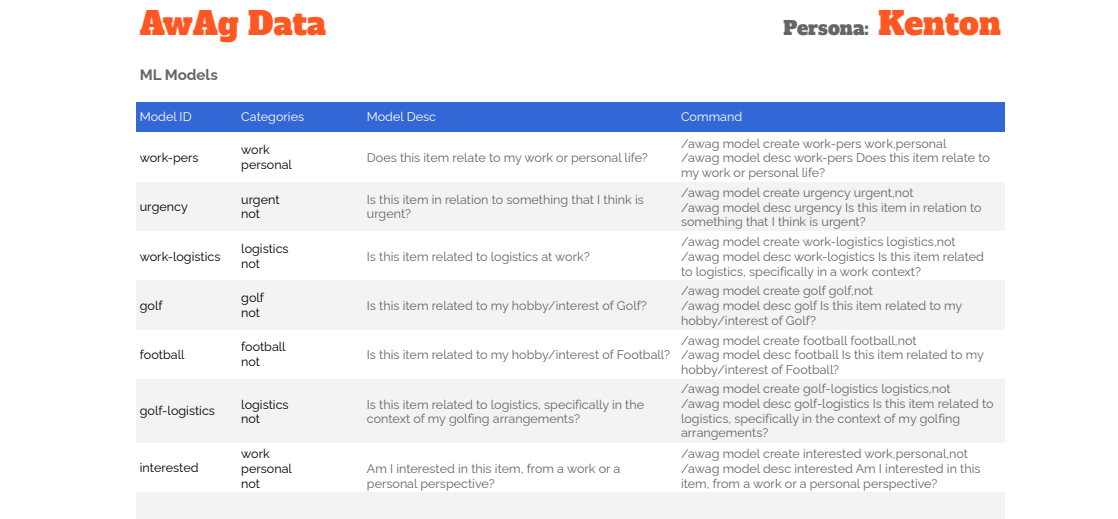 AwAg Data
Persona: Kenton
ML Models
Model ID Categories Model Desc Command
work-pers
work
personal
Does this item relate to my work or personal life?
/awag model create work-pers work,personal
/awag model desc work-pers Does this item relate to
my work or personal life?
urgency
urgent
not
Is this item in relation to something that I think is
urgent?
/awag model create urgency urgent,not
/awag model desc urgency Is this item in relation to
something that I think is urgent?
work-logistics
logistics
not
Is this item related to logistics at work?
/awag model create work-logistics logistics,not
/awag model desc work-logistics Is this item related
to logistics, specifically in a work context?
golf
golf
not
Is this item related to my hobby/interest of Golf?
/awag model create golf golf,not
/awag model desc golf Is this item related to my
hobby/interest of Golf?
football
football
not
Is this item related to my hobby/interest of Football?
/awag model create football football,not
/awag model desc football Is this item related to my
hobby/interest of Football?
golf-logistics
logistics
not
Is this item related to logistics, specifically in the
context of my golfing arrangements?
/awag model create golf-logistics logistics,not
/awag model desc golf-logistics Is this item related to
logistics, specifically in the context of my golfing
arrangements?
interested
work
personal
not
Am I interested in this item, from a work or a
personal perspective?
/awag model create interested work,personal,not
/awag model desc interested Am I interested in this
item, from a work or a personal perspective?